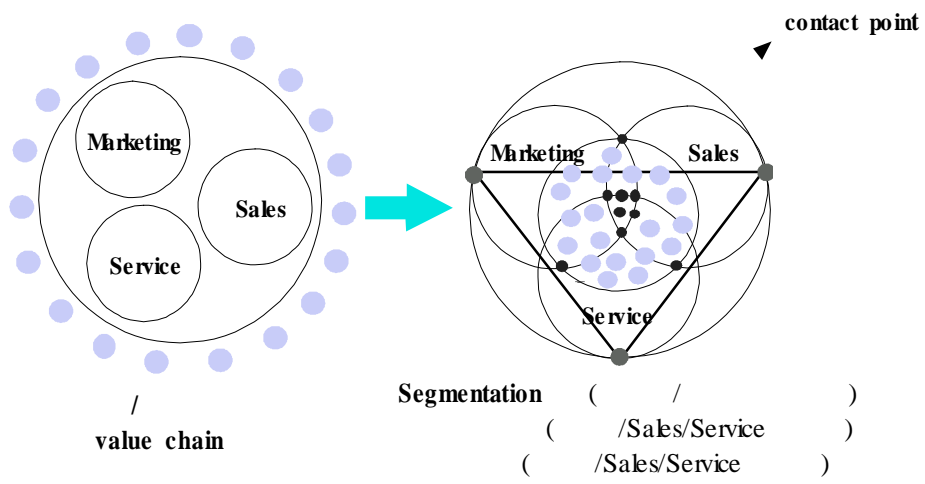 contact point
Marketing
Sales
Service
Marketing
Sales
Service
/
value chain
Segmentation ( / )
( /Sales/Service )
( /Sales/Service )